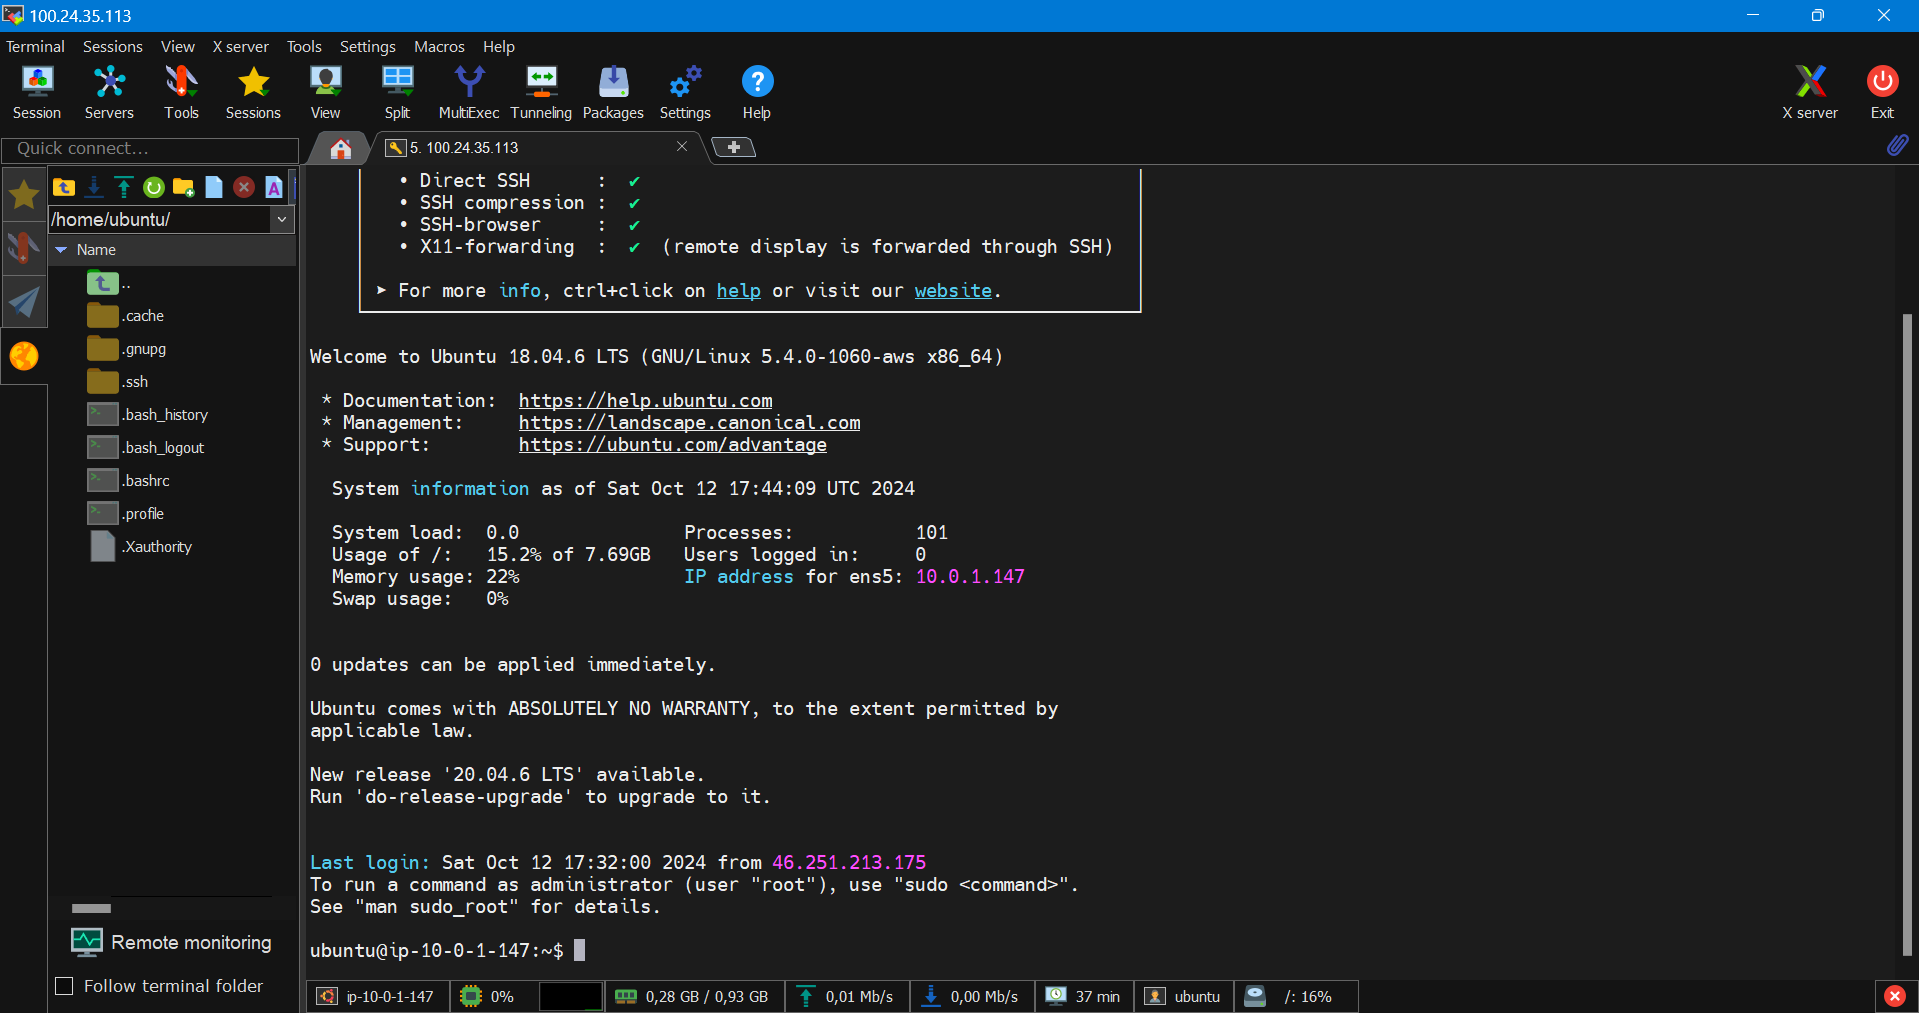 100.24.35.113
Terminal Sessions View X server Tools Settings Macros Help
Session Servers Tools Sessions View Split MultiExec Tunneling Packages Settings Help X server Exit
Quick connect...
5. 100.24.35.113
/home/ubuntu/
Name
..
.cache
.gnupg
.ssh
.bash_history
.bash_logout
.bashrc
.profile
.Xauthority
Remote monitoring
Follow terminal folder
• Direct SSH : ✔
• SSH compression : ✔
• SSH-browser : ✔
• X11-forwarding : ✔ (remote display is forwarded through SSH)
➤ For more info, ctrl+click on help or visit our website.
Welcome to Ubuntu 18.04.6 LTS (GNU/Linux 5.4.0-1060-aws x86_64)
* Documentation: https://help.ubuntu.com
* Management: https://landscape.canonical.com
* Support: https://ubuntu.com/advantage
System information as of Sat Oct 12 17:44:09 UTC 2024
System load: 0.0 Processes: 101
Usage of /: 15.2% of 7.69GB Users logged in: 0
Memory usage: 22% IP address for ens5: 10.0.1.147
Swap usage: 0%
0 updates can be applied immediately.
Ubuntu comes with ABSOLUTELY NO WARRANTY, to the extent permitted by
applicable law.
New release '20.04.6 LTS' available.
Run 'do-release-upgrade' to upgrade to it.
Last login: Sat Oct 12 17:32:00 2024 from 46.251.213.175
To run a command as administrator (user "root"), use "sudo <command>".
See "man sudo_root" for details.
ubuntu@ip-10-0-1-147:~$
ip-10-0-1-147 0% 0,28 GB / 0,93 GB 0,01 Mb/s 0,00 Mb/s 37 min ubuntu /: 16%